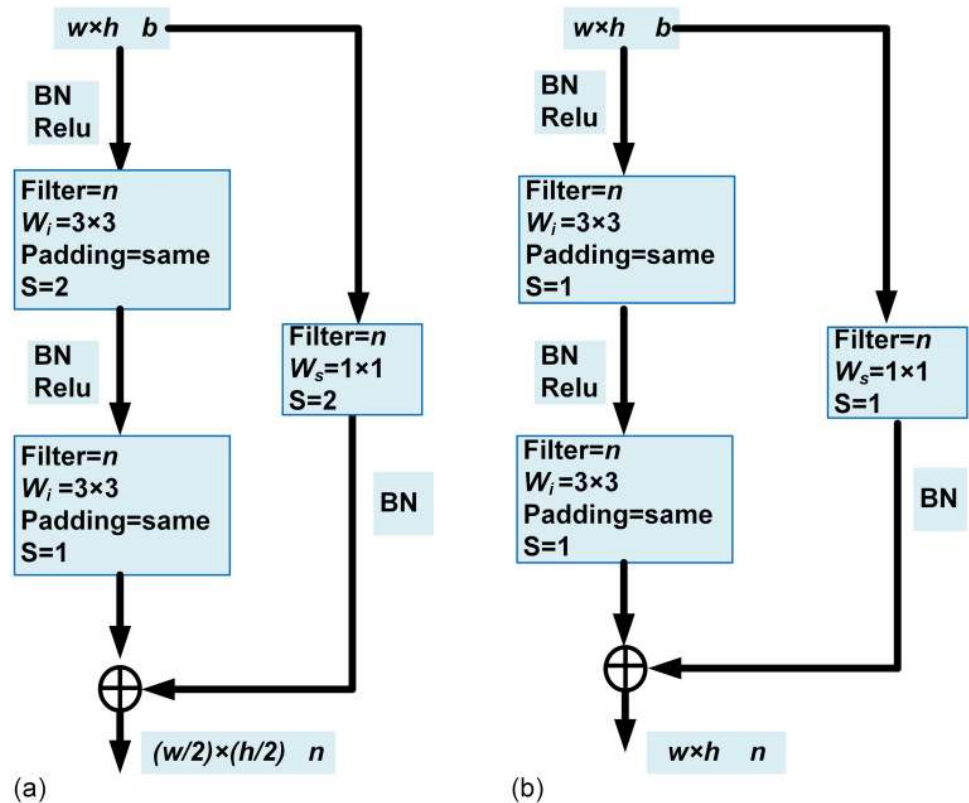 w×h b
BN
Relu
Filter=n
Wᵢ=3×3
Padding=same
S=2
BN
Relu
Filter=n
Wₛ=1×1
S=2
Filter=n
Wᵢ=3×3
Padding=same
S=1
BN
(w/2)×(h/2) n
(a)
w×h b
BN
Relu
Filter=n
Wᵢ=3×3
Padding=same
S=1
BN
Relu
Filter=n
Wₛ=1×1
S=1
Filter=n
Wᵢ=3×3
Padding=same
S=1
BN
w×h n
(b)